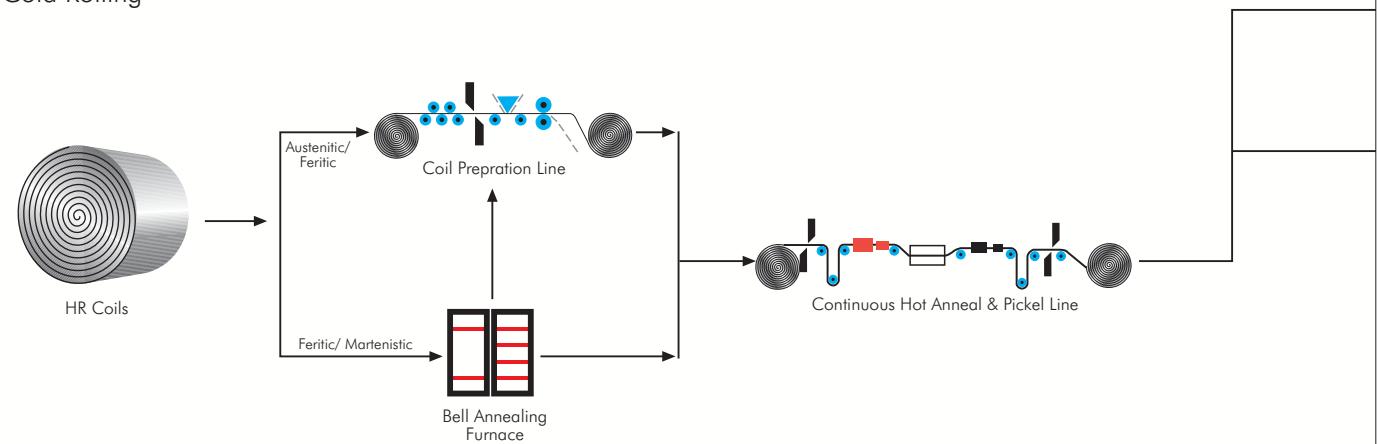 Cold Rolling
Austenitic/
Feritic
Coil Prepration Line
HR Coils
Continuous Hot Anneal & Pickel Line
Feritic/ Martenistic
Bell Annealing
Furnace